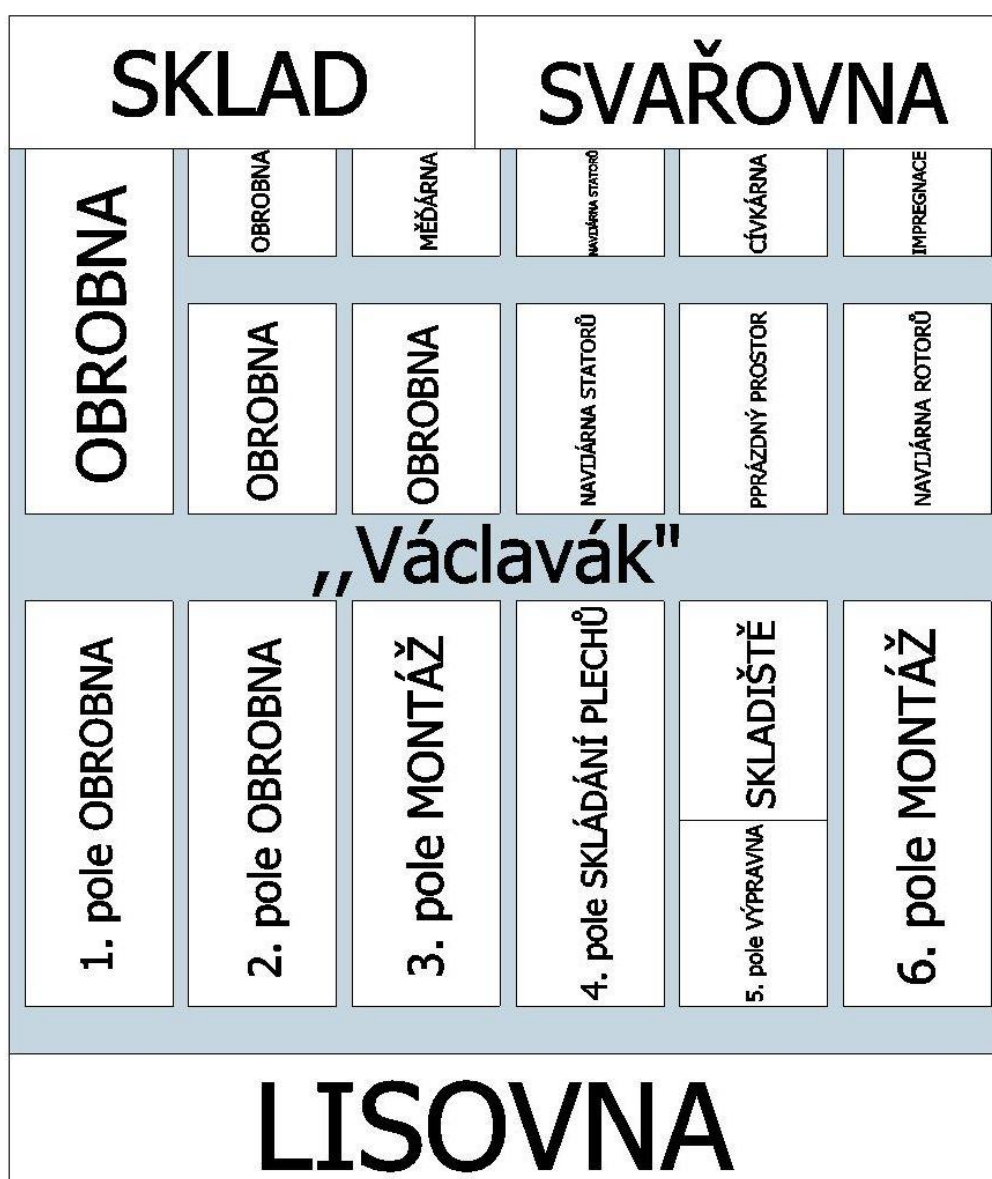 SKLAD
SVAŘOVNA
OBROBNA
OBROBNA
MĚĎÁRNA
NAVIJÁRNA STATORŮ
CÍVKÁRNA
IMPREGNACE
OBROBNA
OBROBNA
NAVIJÁRNA STATORŮ
PPRÁZDNÝ PROSTOR
NAVIJÁRNA ROTORŮ
,,Václavák"
1. pole OBROBNA
2. pole OBROBNA
3. pole MONTÁŽ
4. pole SKLÁDÁNÍ PLECHŮ
SKLADIŠTĚ
5. pole VÝPRAVNA
6. pole MONTÁŽ
LISOVNA